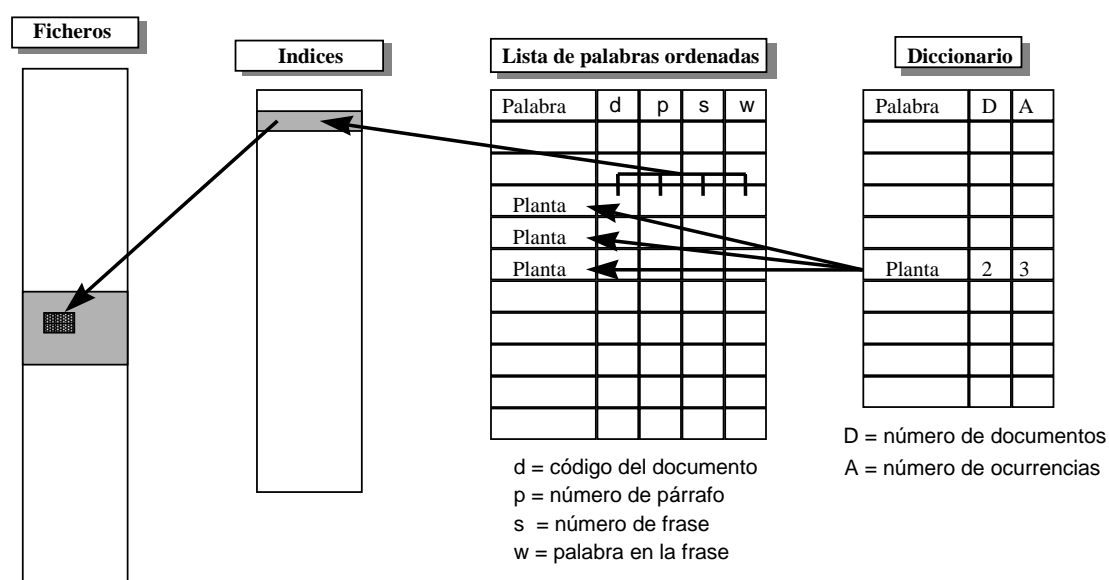 Ficheros
Indices
Lista de palabras ordenadas
Diccionario
Palabra d p s w
Palabra D A
Planta
Planta
Planta
Planta 2 3
d = código del documento
p = número de párrafo
s = número de frase
w = palabra en la frase
D = número de documentos
A = número de ocurrencias